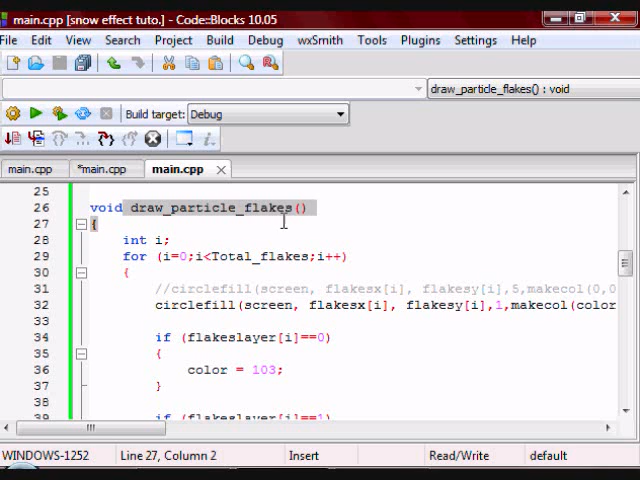 main.cpp [snow effect tuto.] - Code::Blocks 10.05
File Edit View Search Project Build Debug wxSmith Tools Plugins Settings Help
draw_particle_flakes() : void
Build target: Debug
main.cpp *main.cpp main.cpp
25
26 void draw_particle_flakes()
27 {
28 int i;
29 for (i=0;i<Total_flakes;i++)
30 {
31 //circlefill(screen, flakesx[i], flakesy[i],5,makecol(0,0
32 circlefill(screen, flakesx[i], flakesy[i],1,makecol(color
33
34 if (flakeslayer[i]==0)
35 {
36 color = 103;
37 }
38
39 if (flakeslayer[i]==1)
WINDOWS-1252 Line 27, Column 2 Insert Read/Write default